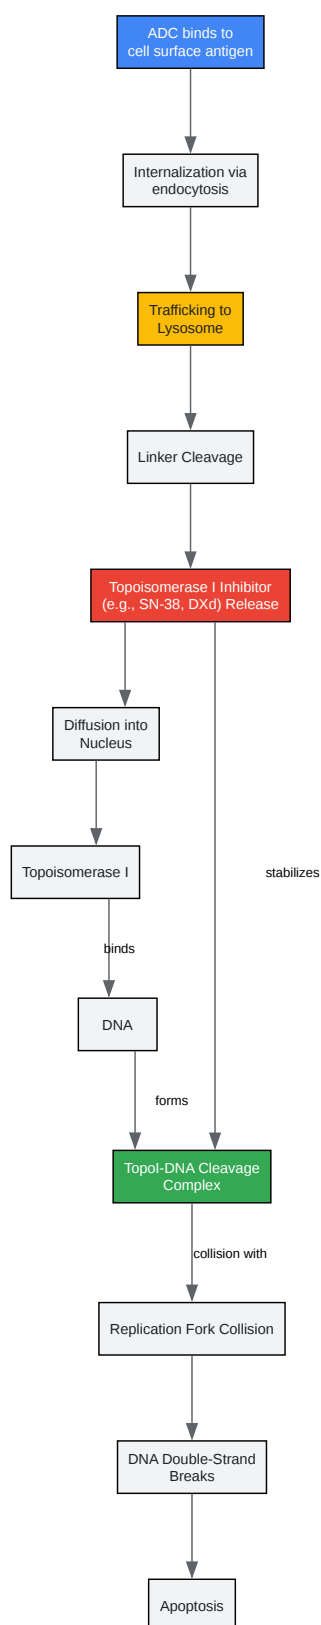 ADC binds to
cell surface antigen
Internalization via
endocytosis
Trafficking to
Lysosome
Linker Cleavage
Topoisomerase I Inhibitor
(e.g., SN-38, DXd) Release
Diffusion into
Nucleus
Topoisomerase I
stabilizes
binds
DNA
forms
TopoI-DNA Cleavage
Complex
collision with
Replication Fork Collision
DNA Double-Strand
Breaks
Apoptosis